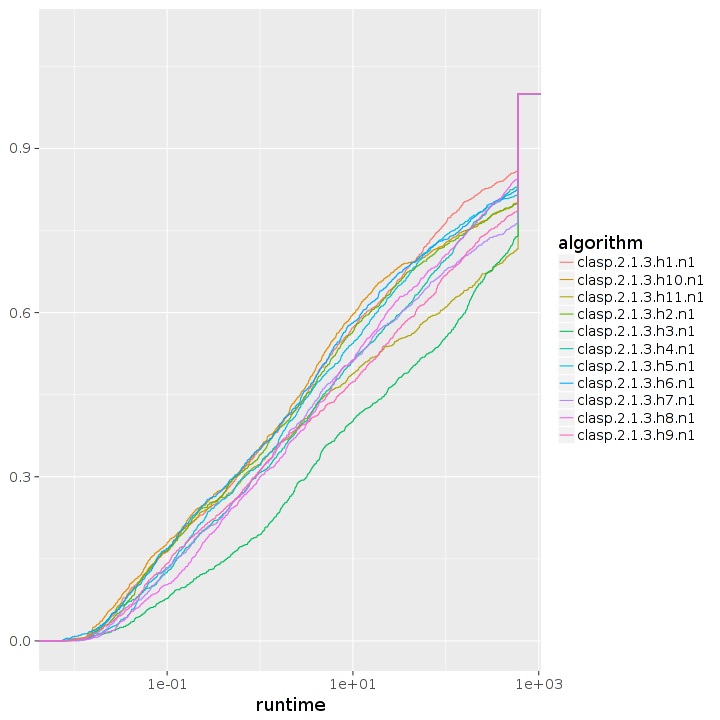 0.9
0.6
0.3
0.0
1e-01
1e+01
1e+03
runtime
algorithm
clasp.2.1.3.h1.n1
clasp.2.1.3.h10.n1
clasp.2.1.3.h11.n1
clasp.2.1.3.h2.n1
clasp.2.1.3.h3.n1
clasp.2.1.3.h4.n1
clasp.2.1.3.h5.n1
clasp.2.1.3.h6.n1
clasp.2.1.3.h7.n1
clasp.2.1.3.h8.n1
clasp.2.1.3.h9.n1